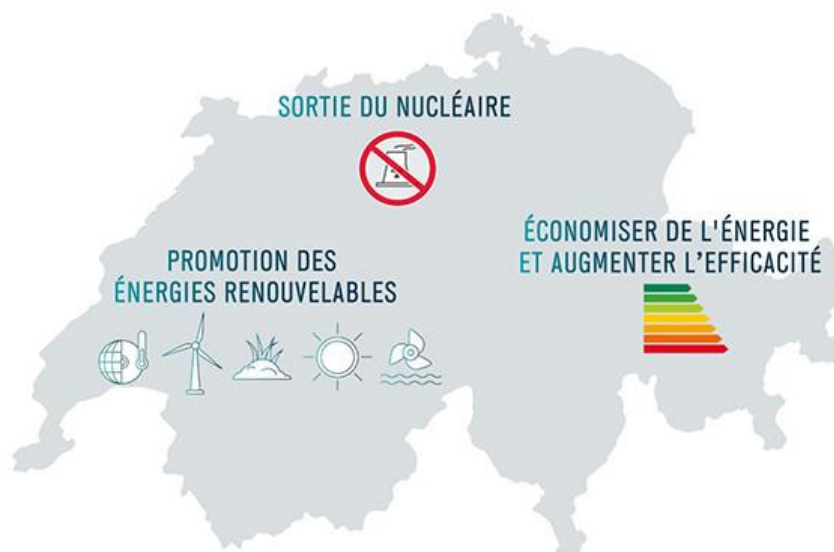 SORTIE DU NUCLÉAIRE
PROMOTION DES
ÉNERGIES RENOUVELABLES
ÉCONOMISER DE L'ÉNERGIE
ET AUGMENTER L’EFFICACITÉ